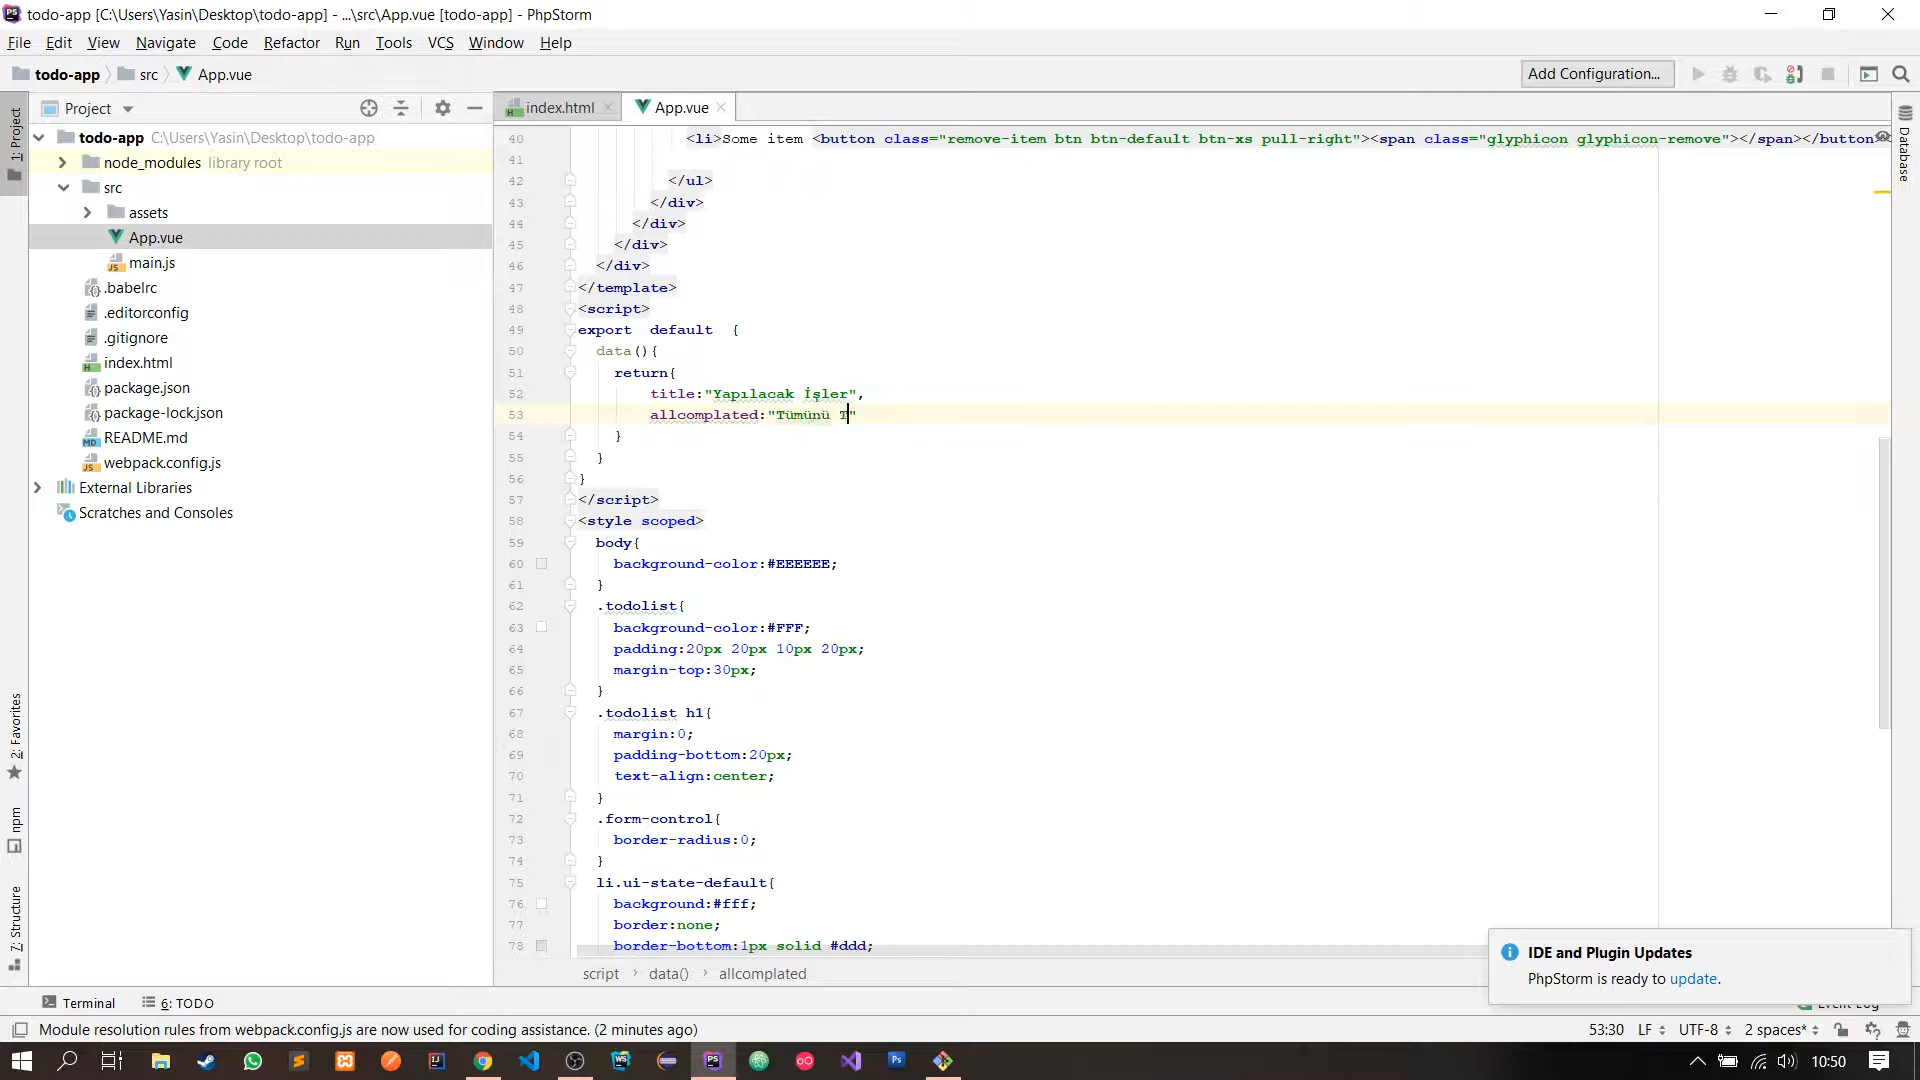 todo-app [C:\Users\Yasin\Desktop\todo-app] - ...\src\App.vue [todo-app] - PhpStorm
File Edit View Navigate Code Refactor Run Tools VCS Window Help
todo-app src App.vue
Add Configuration...
1: Project
Project
index.html
App.vue
Database
todo-app C:\Users\Yasin\Desktop\todo-app
node_modules library root
src
assets
App.vue
main.js
.babelrc
.editorconfig
.gitignore
index.html
package.json
package-lock.json
README.md
webpack.config.js
External Libraries
Scratches and Consoles
2: Favorites
npm
7: Structure
40 <li>Some item <button class="remove-item btn btn-default btn-xs pull-right"><span class="glyphicon glyphicon-remove"></span></button
41
42 </ul>
43 </div>
44 </div>
45 </div>
46 </div>
47 </template>
48 <script>
49 export default {
50 data(){
51 return{
52 title:"Yapılacak İşler",
53 allcomplated:"Tümünü T"
54 }
55 }
56 }
57 </script>
58 <style scoped>
59 body{
60 background-color:#EEEEEE;
61 }
62 .todolist{
63 background-color:#FFF;
64 padding:20px 20px 10px 20px;
65 margin-top:30px;
66 }
67 .todolist h1{
68 margin:0;
69 padding-bottom:20px;
70 text-align:center;
71 }
72 .form-control{
73 border-radius:0;
74 }
75 li.ui-state-default{
76 background:#fff;
77 border:none;
78 border-bottom:1px solid #ddd;
script data() allcomplated
IDE and Plugin Updates
PhpStorm is ready to update.
Terminal 6: TODO
Event Log
Module resolution rules from webpack.config.js are now used for coding assistance. (2 minutes ago)
53:30 LF UTF-8 2 spaces*
10:50